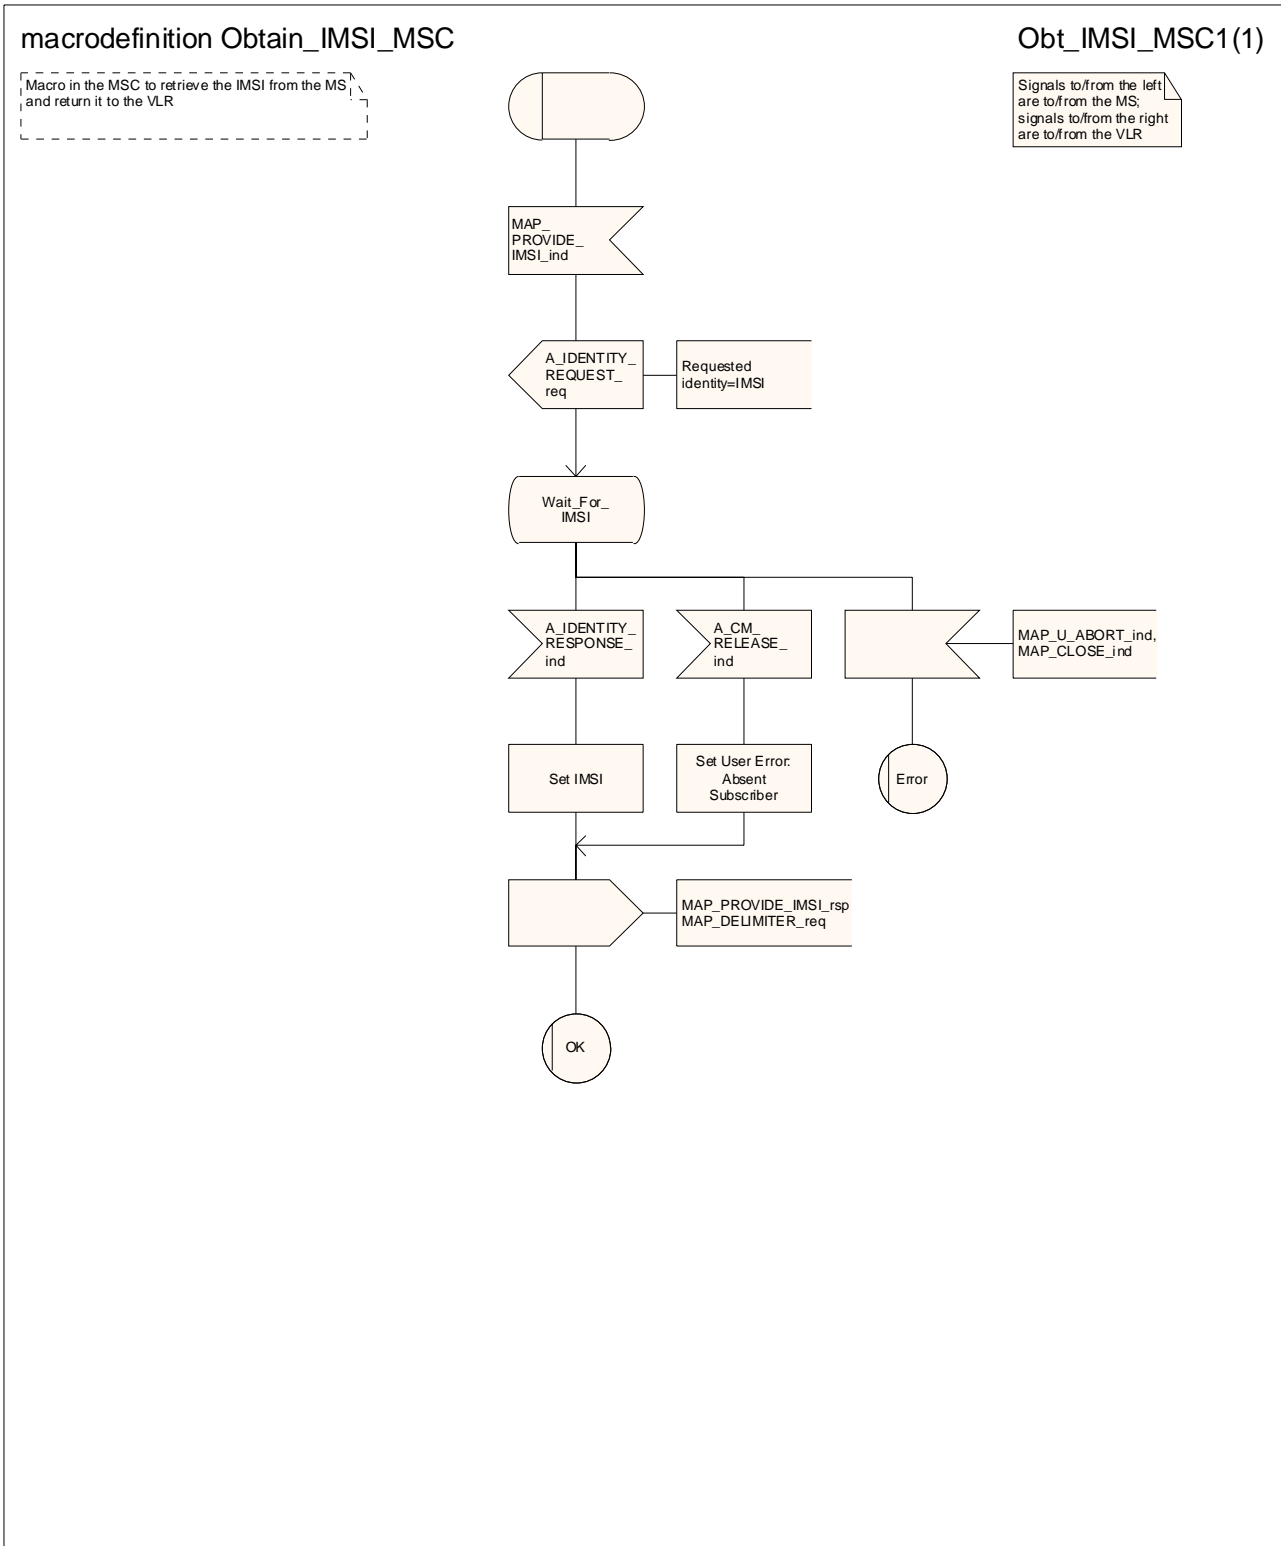 macrodefinition Obtain_IMSI_MSC
Obt_IMSI_MSC1(1)
Macro in the MSC to retrieve the IMSI from the MS
and return it to the VLR
Signals to/from the left
are to/from the MS;
signals to/from the right
are to/from the VLR
MAP_
PROVIDE_
IMSI_ind
A_IDENTITY_
REQUEST_
req
Requested
identity=IMSI
Wait_For_
IMSI
A_IDENTITY_
RESPONSE_
ind
A_CM_
RELEASE_
ind
MAP_U_ABORT_ind,
MAP_CLOSE_ind
Set IMSI
Set User Error:
Absent
Subscriber
Error
MAP_PROVIDE_IMSI_rsp
MAP_DELIMITER_req
OK